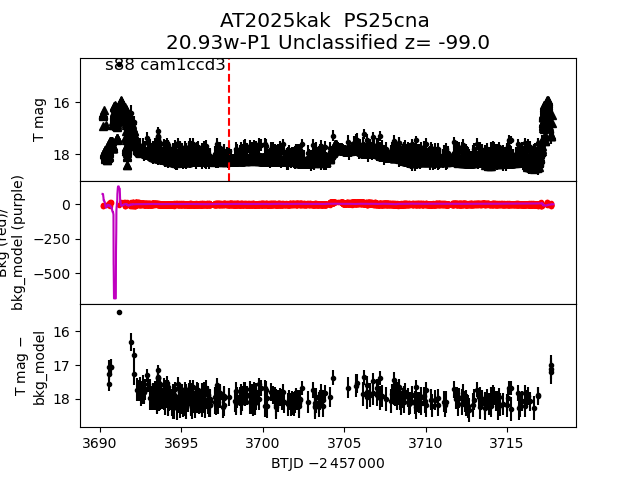 AT2025kak PS25cna
20.93w-P1 Unclassified z= -99.0
s88 cam1ccd3
T mag
16
18
Bkg (red)/
bkg_model (purple)
0
−250
−500
T mag −
bkg_model
16
17
18
3690
3695
3700
3705
3710
3715
BTJD −2 457 000